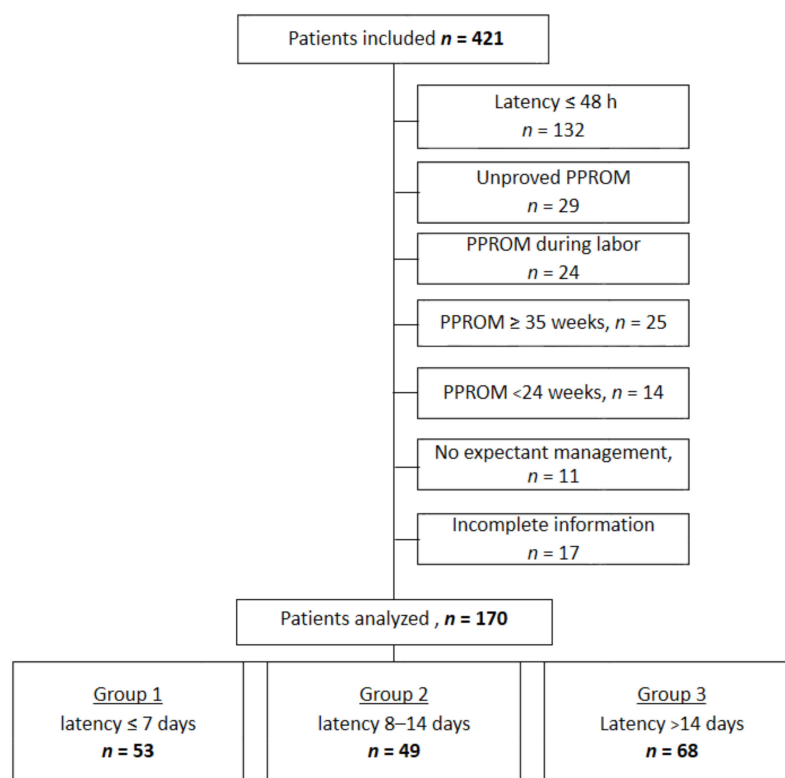 Patients included n = 421
Latency ≤ 48 h
n = 132
Unproved PPROM
n = 29
PPROM during labor
n = 24
PPROM ≥ 35 weeks, n = 25
PPROM <24 weeks, n = 14
No expectant management,
n = 11
Incomplete information
n = 17
Patients analyzed , n = 170
Group 1
latency ≤ 7 days
n = 53
Group 2
latency 8–14 days
n = 49
Group 3
Latency >14 days
n = 68